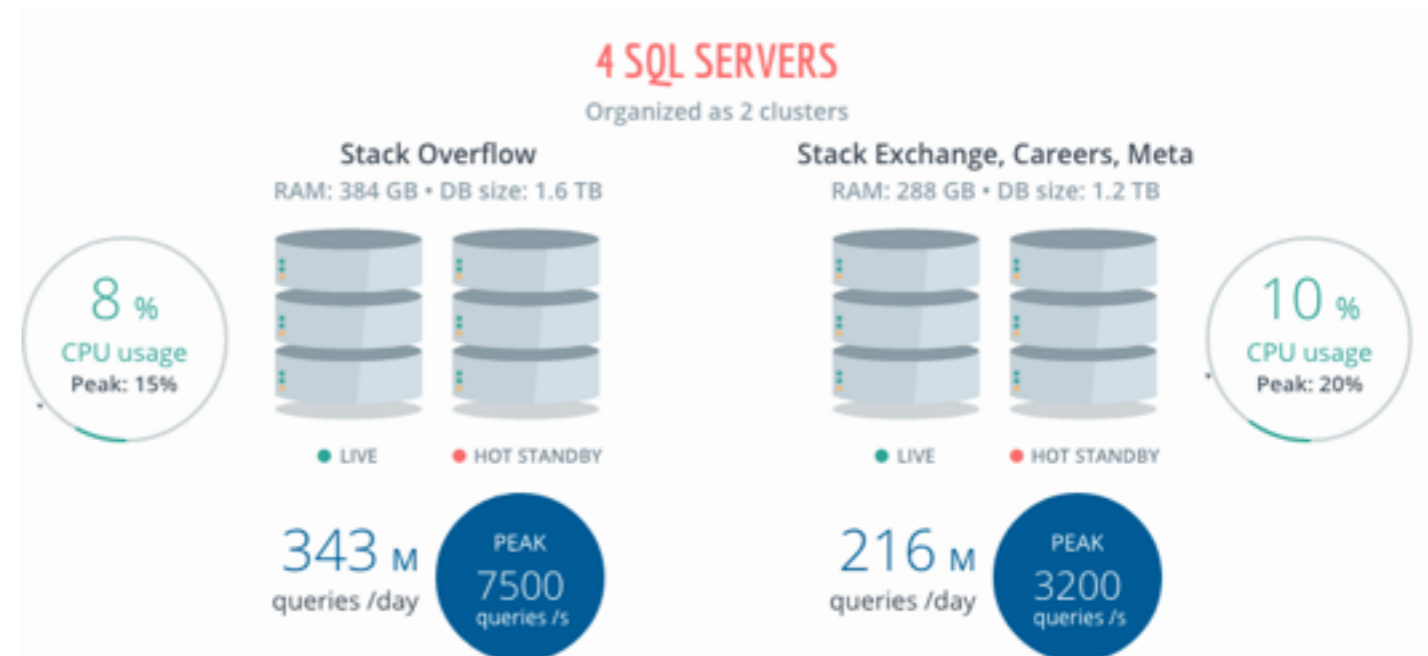 4 SQL SERVERS
Organized as 2 clusters
Stack Overflow
RAM: 384 GB • DB size: 1.6 TB
8 %
CPU usage
Peak: 15%
LIVE
HOT STANDBY
343 M
queries /day
PEAK
7500
queries /s
Stack Exchange, Careers, Meta
RAM: 288 GB • DB size: 1.2 TB
10 %
CPU usage
Peak: 20%
LIVE
HOT STANDBY
216 M
queries /day
PEAK
3200
queries /s